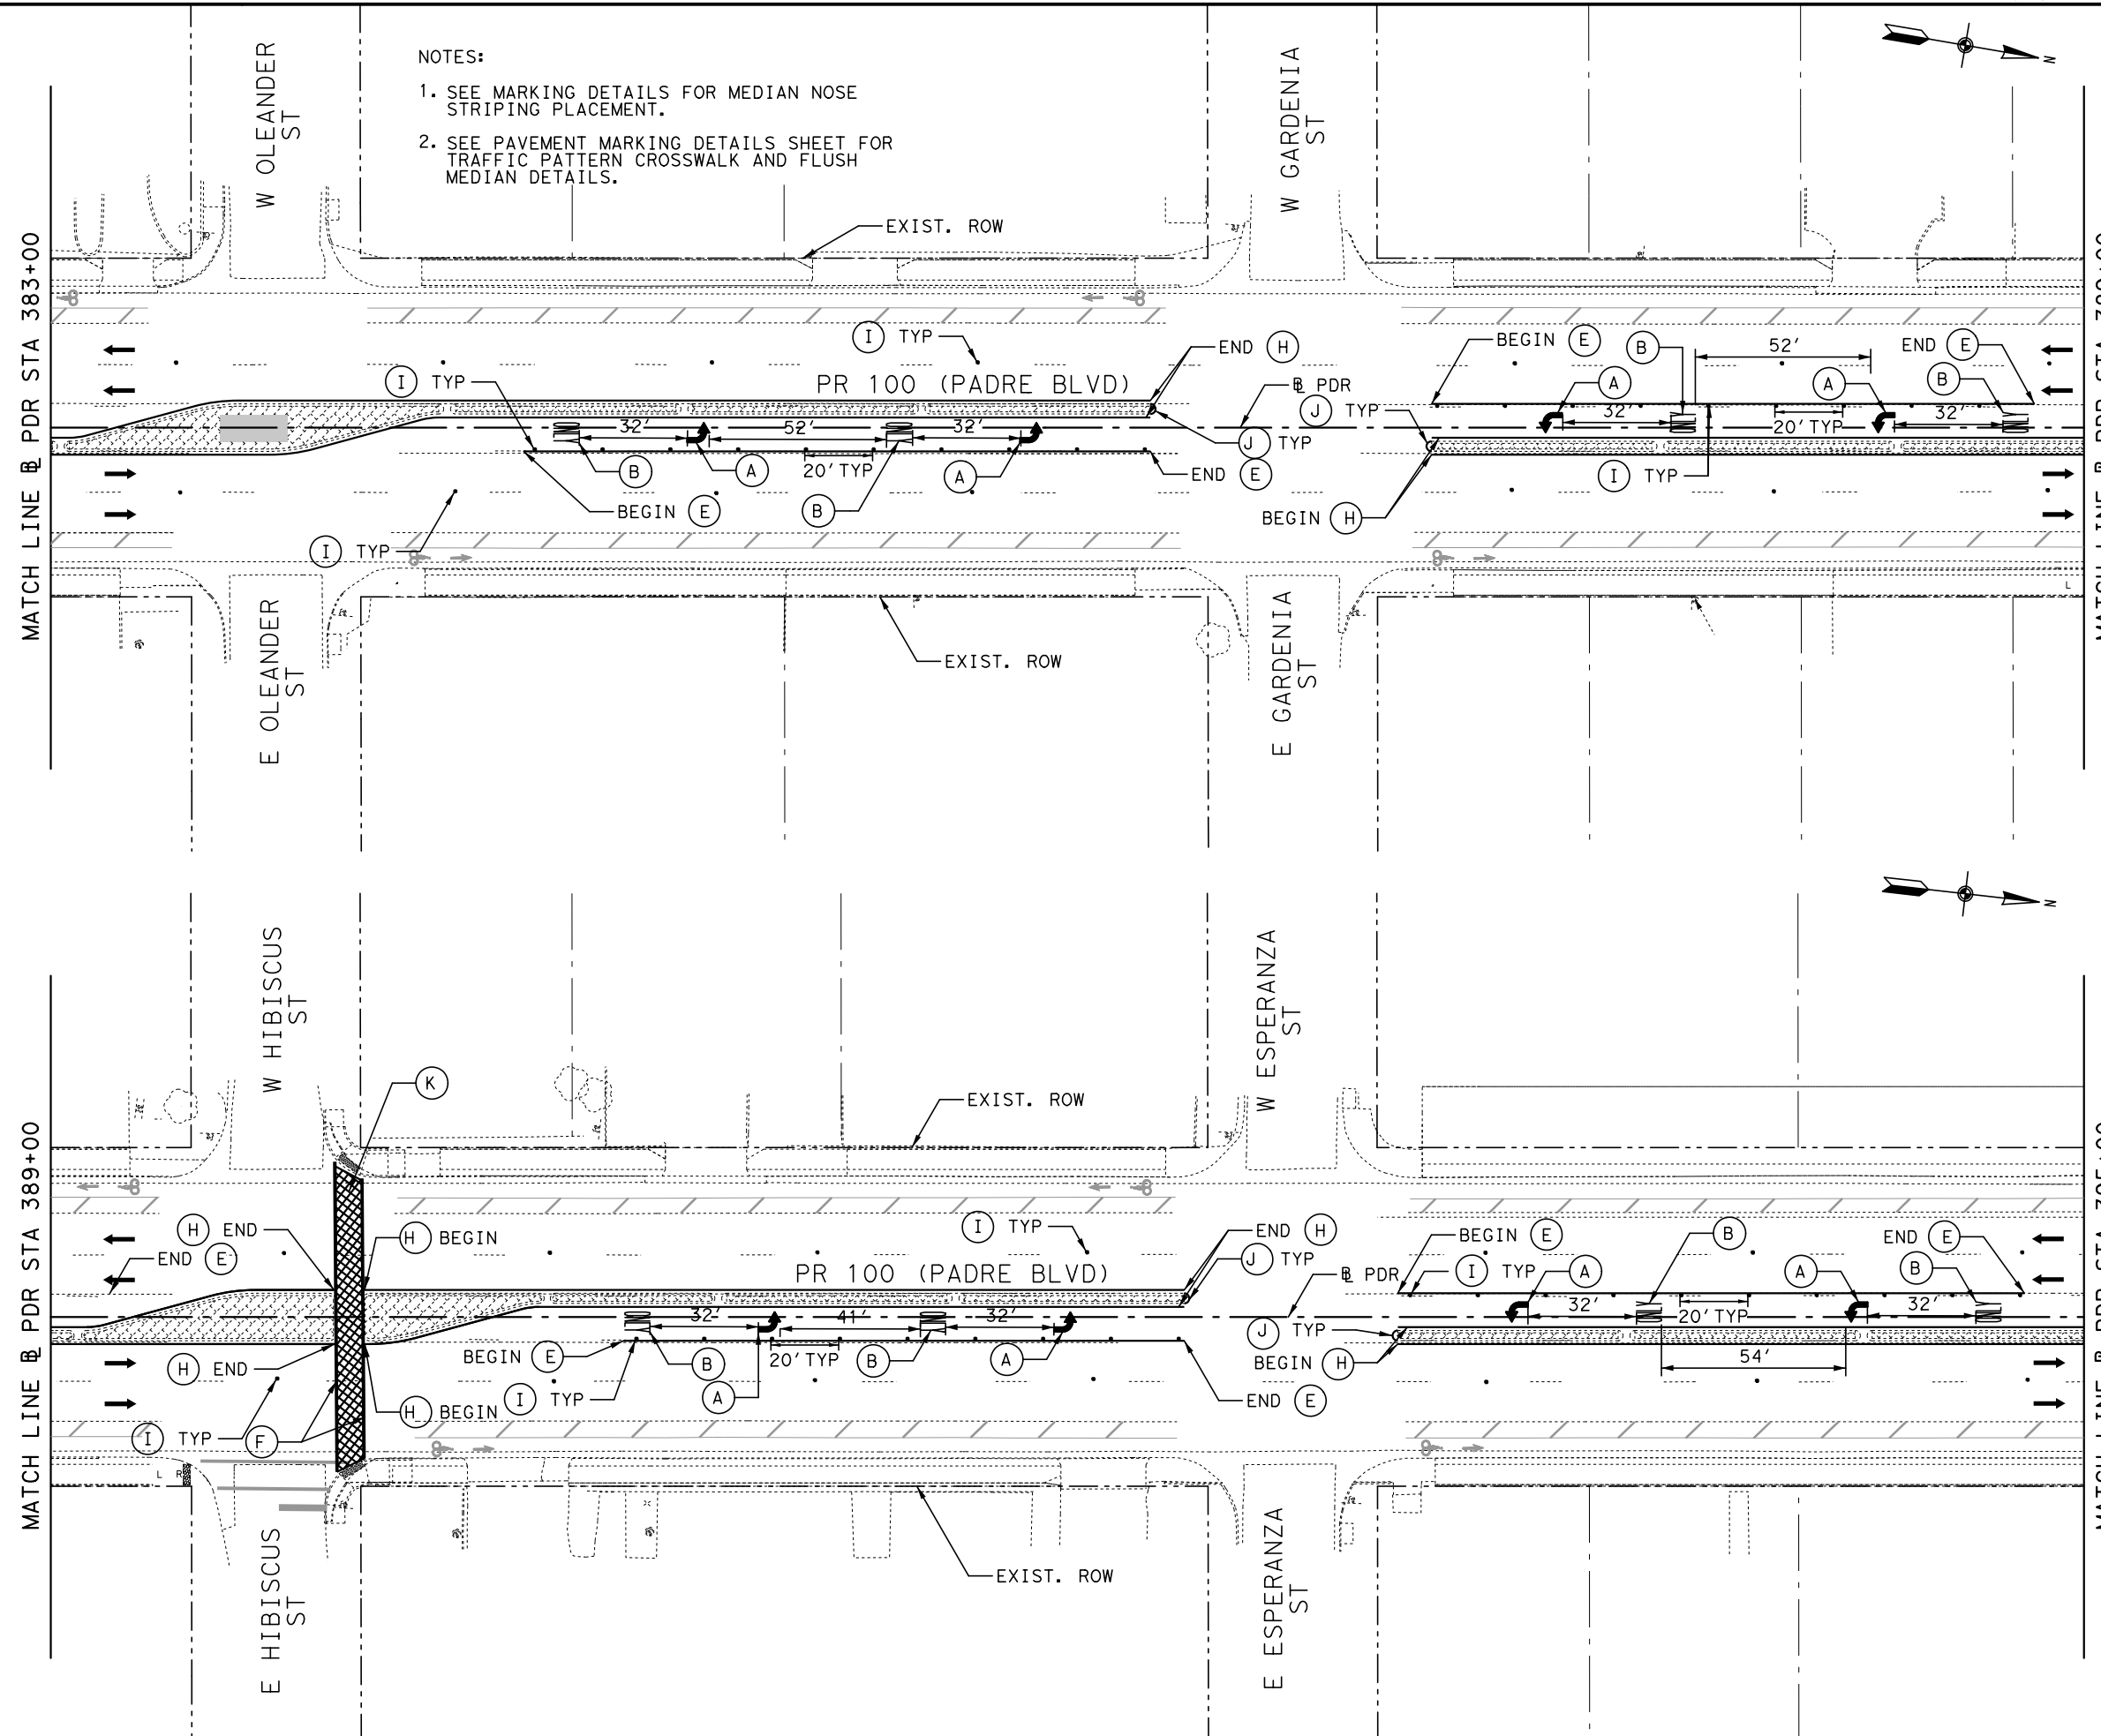 NOTES:
1. SEE MARKING DETAILS FOR MEDIAN NOSE
STRIPING PLACEMENT.
2. SEE PAVEMENT MARKING DETAILS SHEET FOR
TRAFFIC PATTERN CROSSWALK AND FLUSH
MEDIAN DETAILS.
W OLEANDER
ST
W GARDENIA
ST
N
EXIST. ROW
MATCH LINE ℄ PDR STA 383+00
I TYP
END H
BEGIN E
B
52'
END E
I TYP
PR 100 (PADRE BLVD)
B PDR
J TYP
A
A
B
32'
52'
32'
J TYP
32'
20' TYP
32'
B
A
20' TYP
A
END E
I TYP
BEGIN E
B
BEGIN H
I TYP
E OLEANDER
ST
EXIST. ROW
E GARDENIA
ST
L
W HIBISCUS
ST
W ESPERANZA
ST
N
K
EXIST. ROW
MATCH LINE B PDR STA 389+00
H END
H BEGIN
I TYP
END H
BEGIN E
B
END E
END E
PR 100 (PADRE BLVD)
J TYP
B PDR
I TYP
A
A
B
32'
41'
32'
32'
20' TYP
32'
J TYP
H END
BEGIN E
B
20' TYP
B
A
BEGIN H
54'
H BEGIN
I TYP
A
END E
I TYP
F
L R
EXIST. ROW
E HIBISCUS
ST
E ESPERANZA
ST